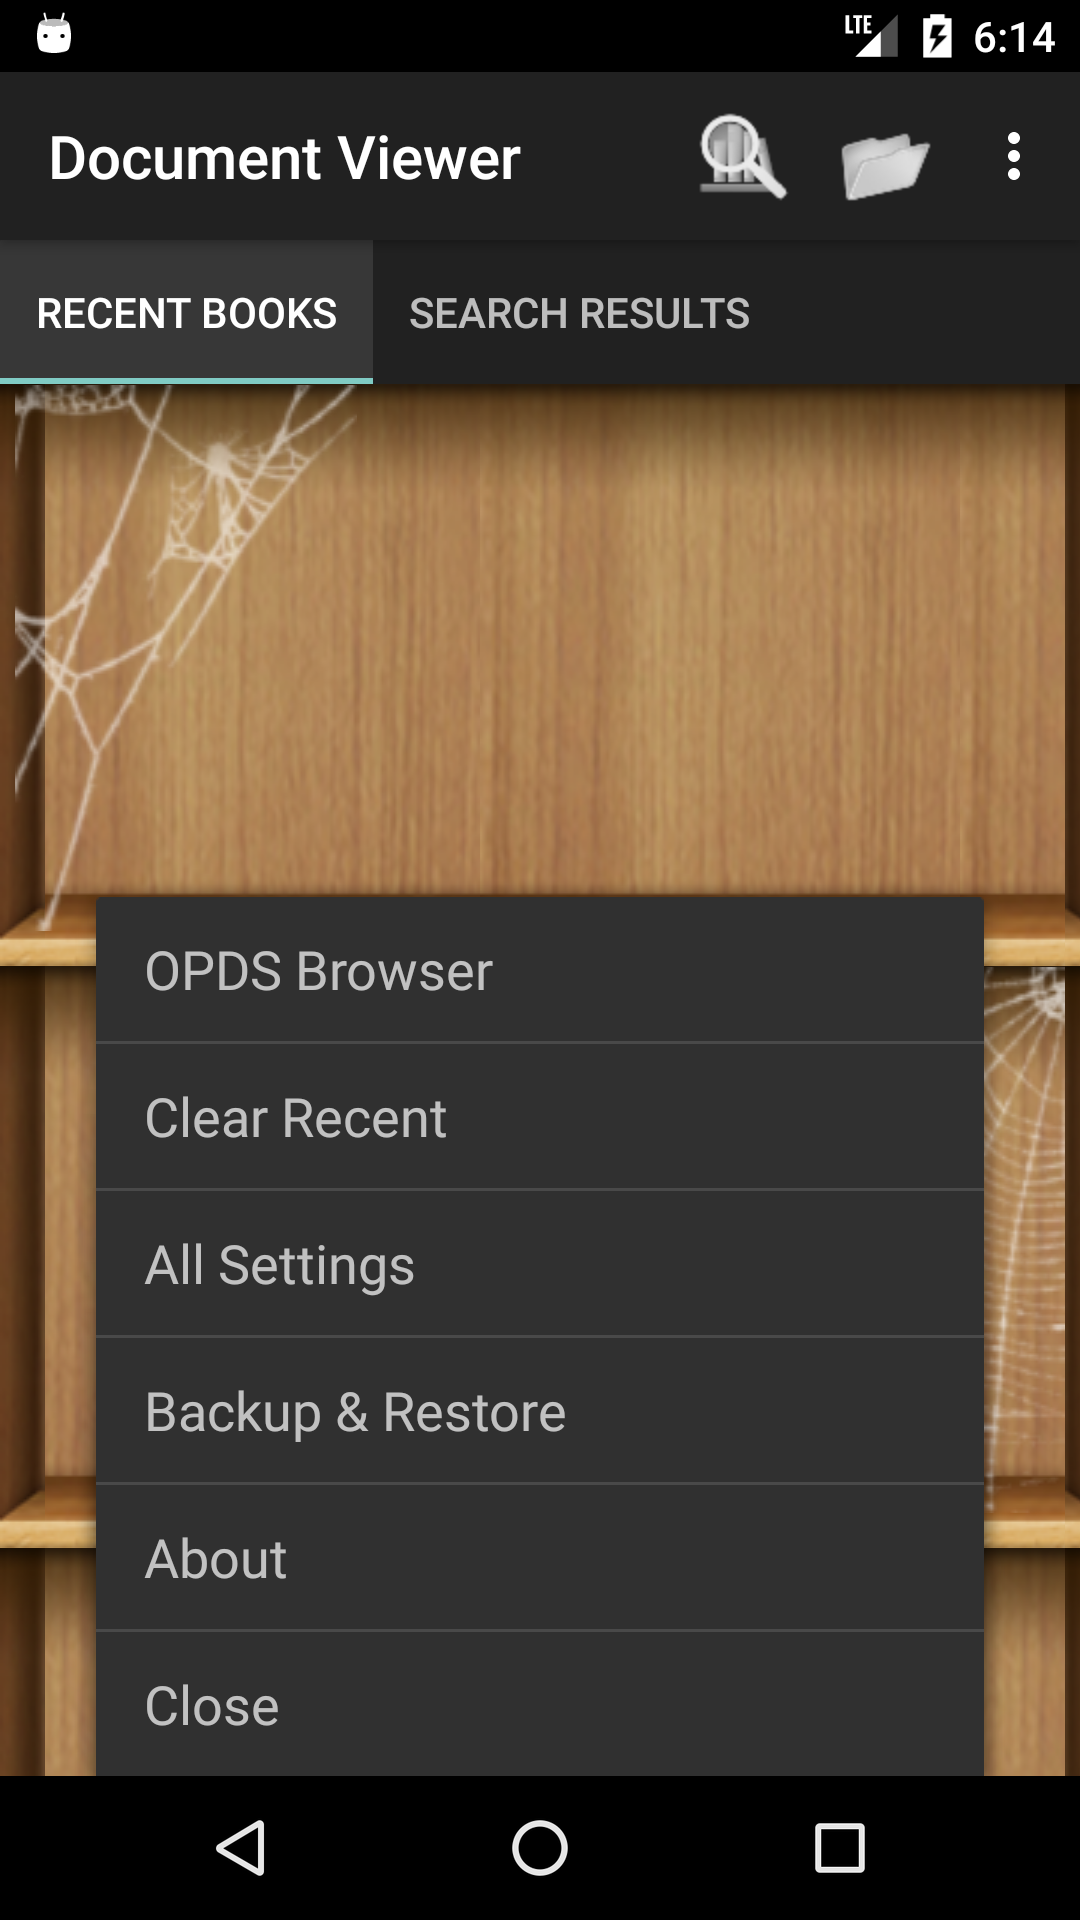 LTE 6:14
Document Viewer
RECENT BOOKS SEARCH RESULTS
OPDS Browser
Clear Recent
All Settings
Backup & Restore
About
Close